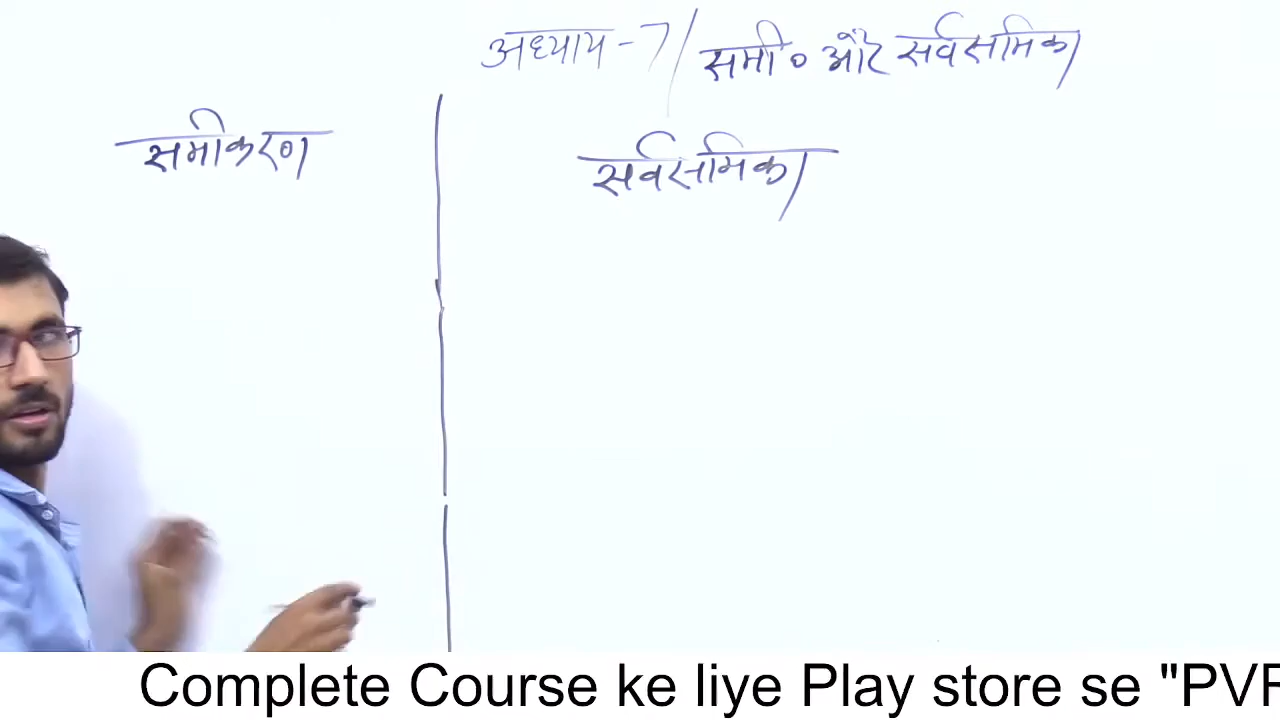 अध्याय - 7 / समी० और सर्वसमिका
समीकरण
सर्वसमिका
Complete Course ke liye Play store se "PVR